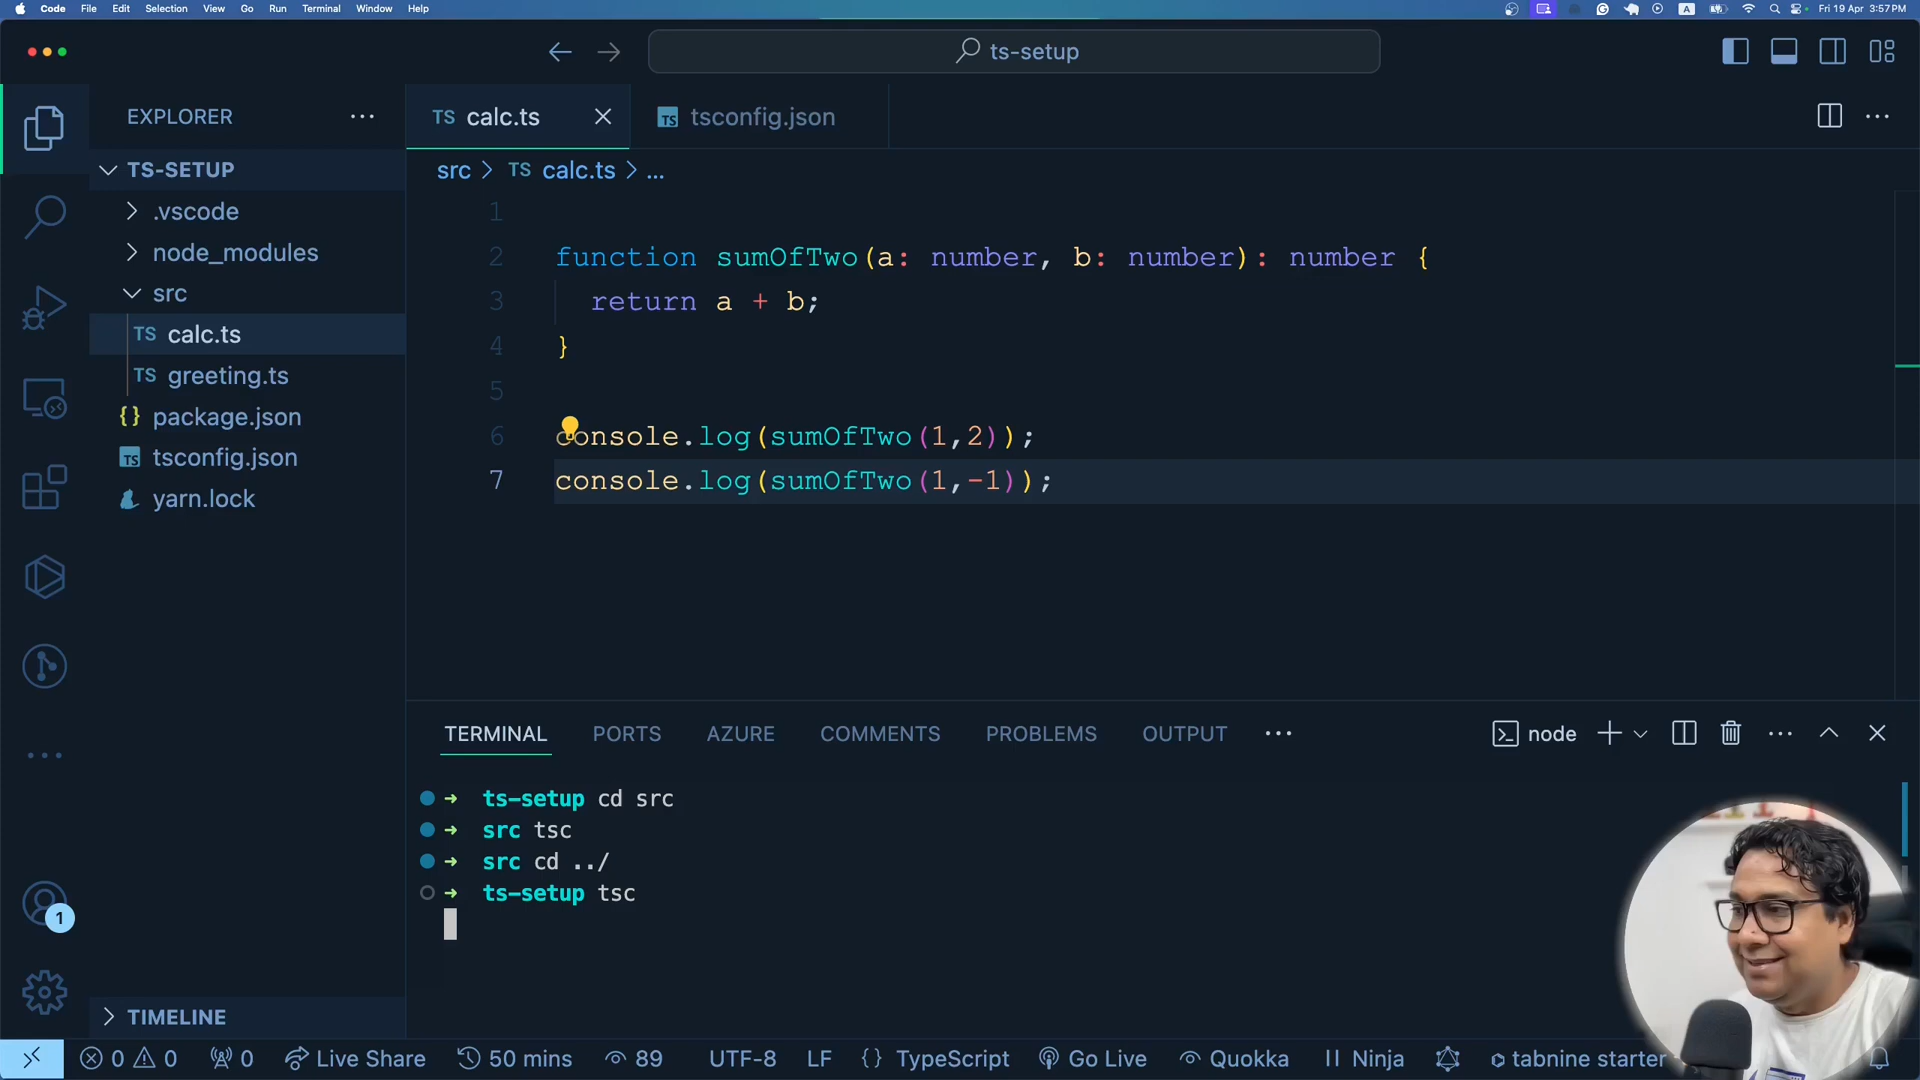 Code File Edit Selection View Go Run Terminal Window Help
A
Fri 19 Apr 3:57 PM
ts-setup
EXPLORER
TS calc.ts
TS tsconfig.json
TS-SETUP
src > TS calc.ts > ...
.vscode
node_modules
src
TS calc.ts
TS greeting.ts
{} package.json
TS tsconfig.json
yarn.lock
1
2 function sumOfTwo(a: number, b: number): number {
3 return a + b;
4 }
5
6 console.log(sumOfTwo(1,2));
7 console.log(sumOfTwo(1,-1));
TERMINAL PORTS AZURE COMMENTS PROBLEMS OUTPUT ...
node
➜ ts-setup cd src
➜ src tsc
➜ src cd ../
➜ ts-setup tsc
1
TIMELINE
0 0 0 Live Share 50 mins 89 UTF-8 LF {} TypeScript Go Live Quokka Ninja tabnine starter